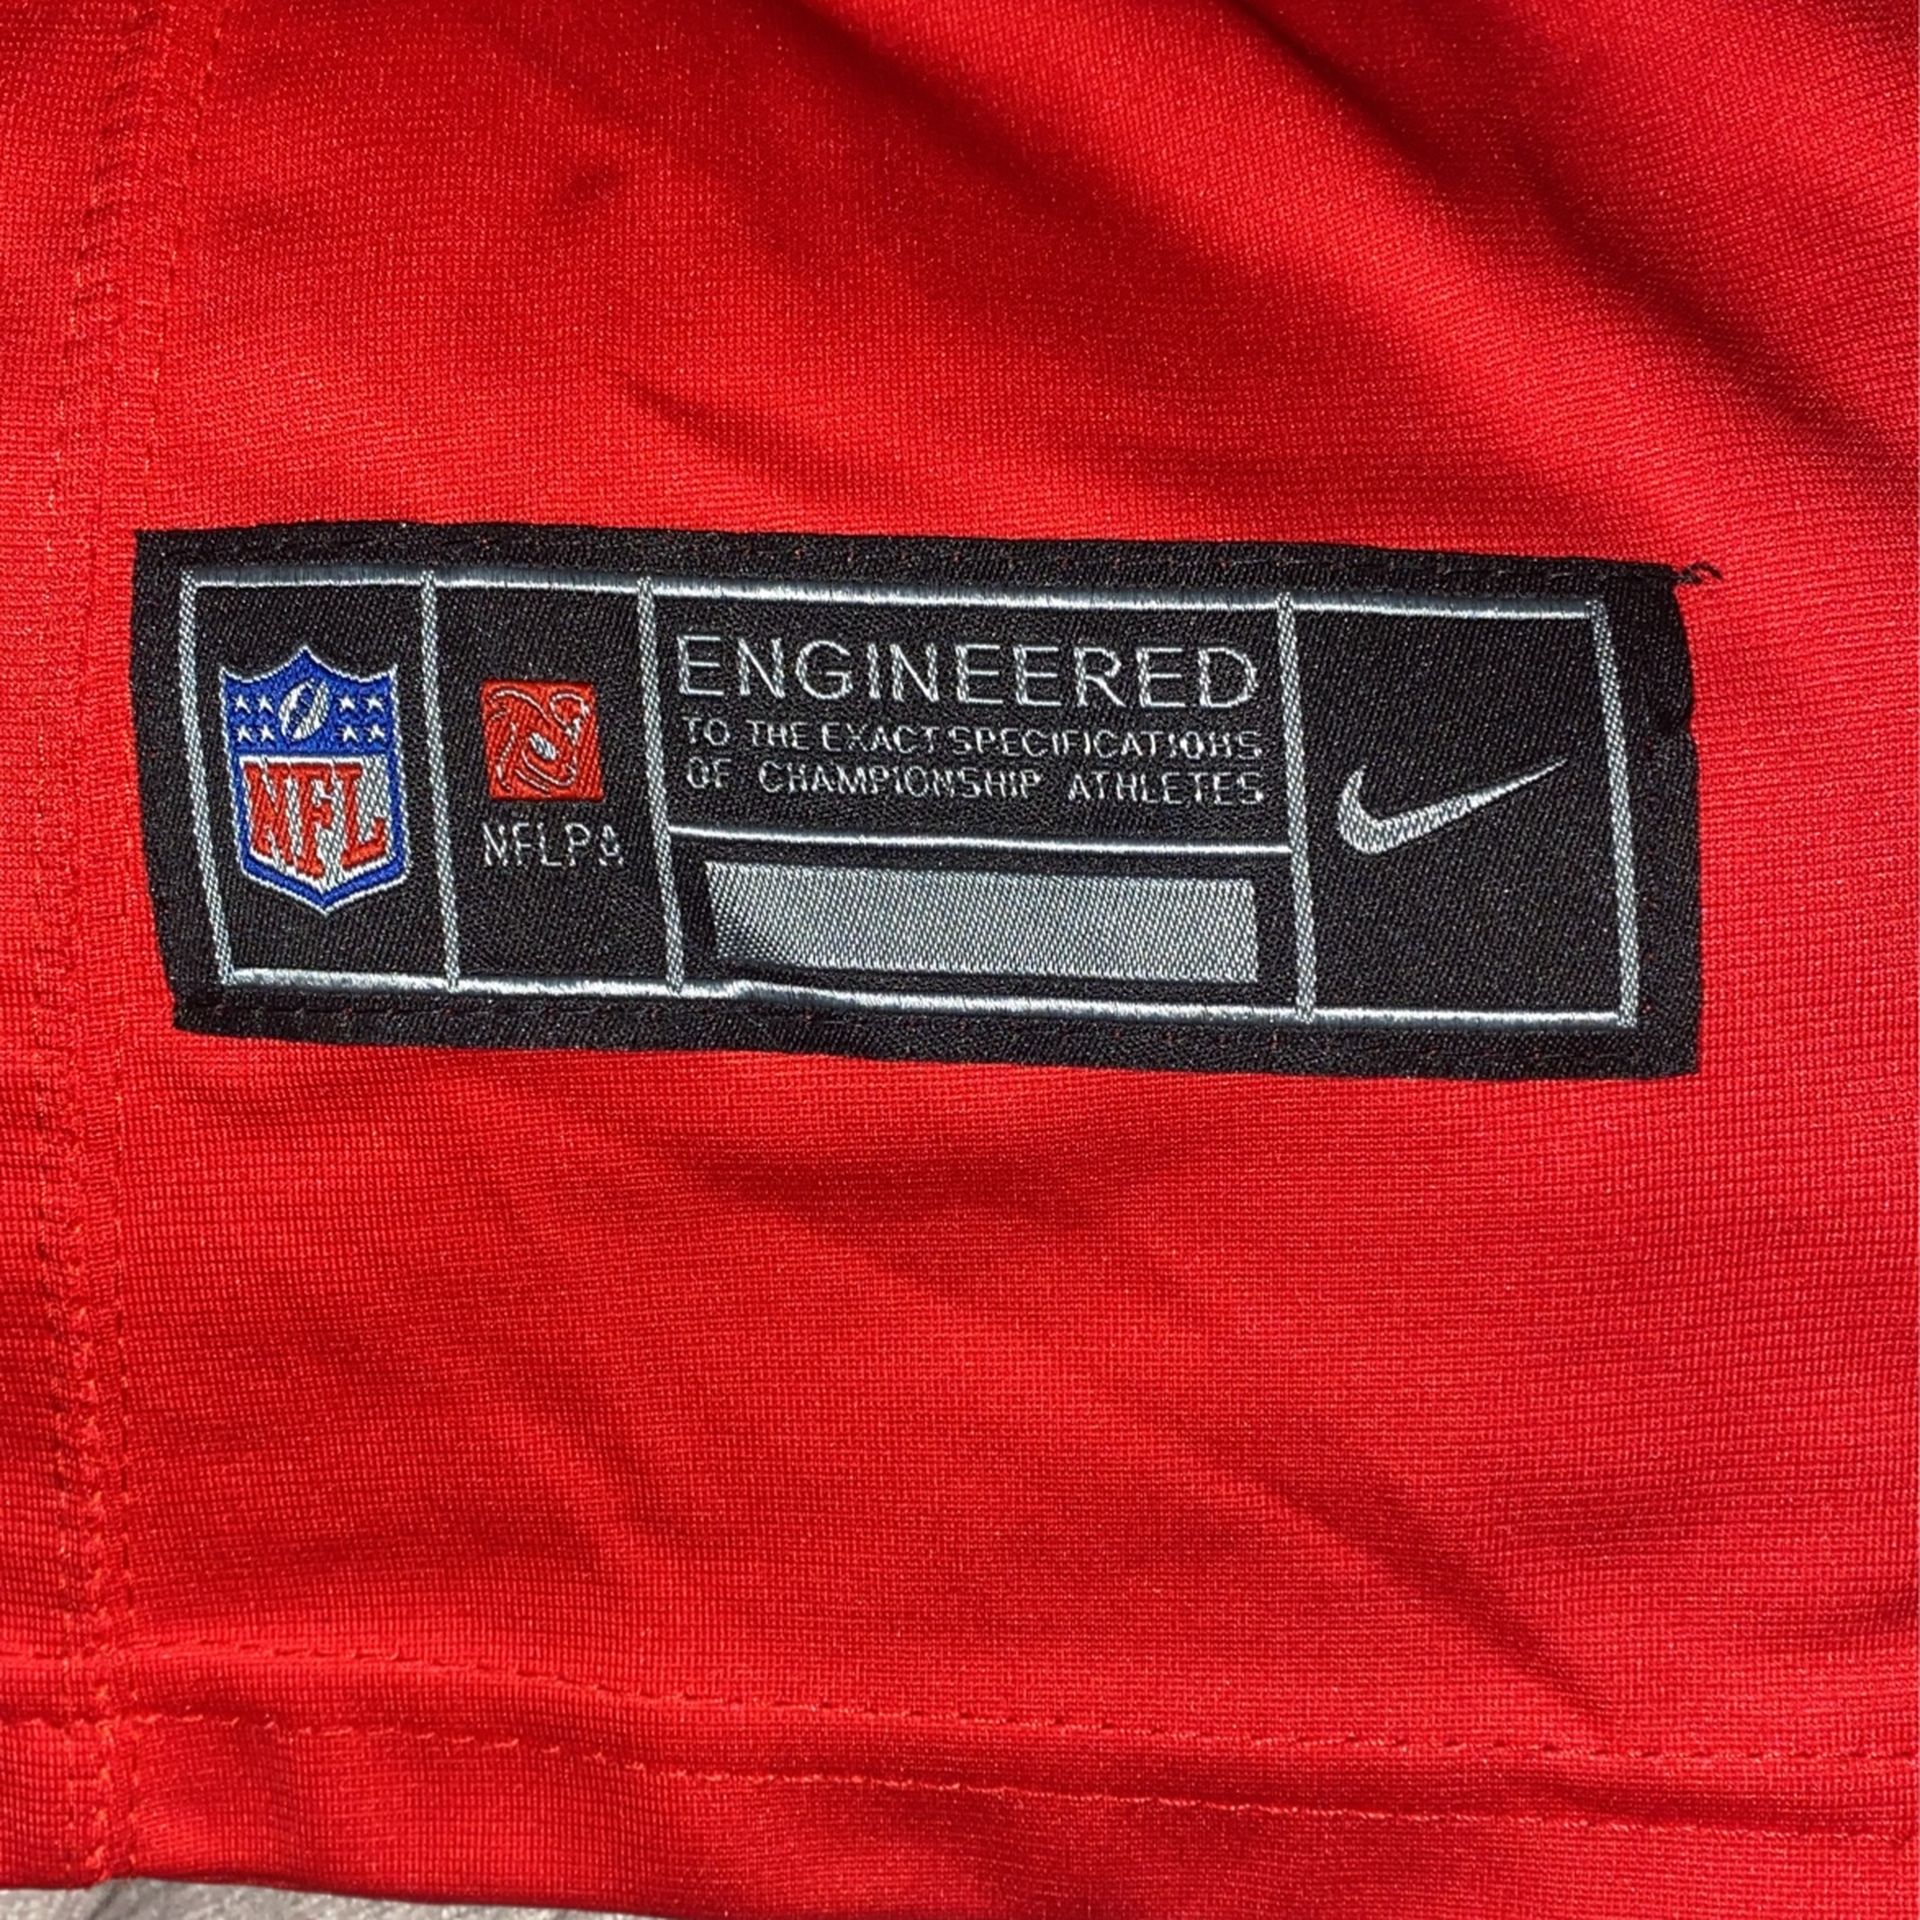 NFL
NFLPA
ENGINEERED
TO THE EXACT SPECIFICATIONS
OF CHAMPIONSHIP ATHLETES